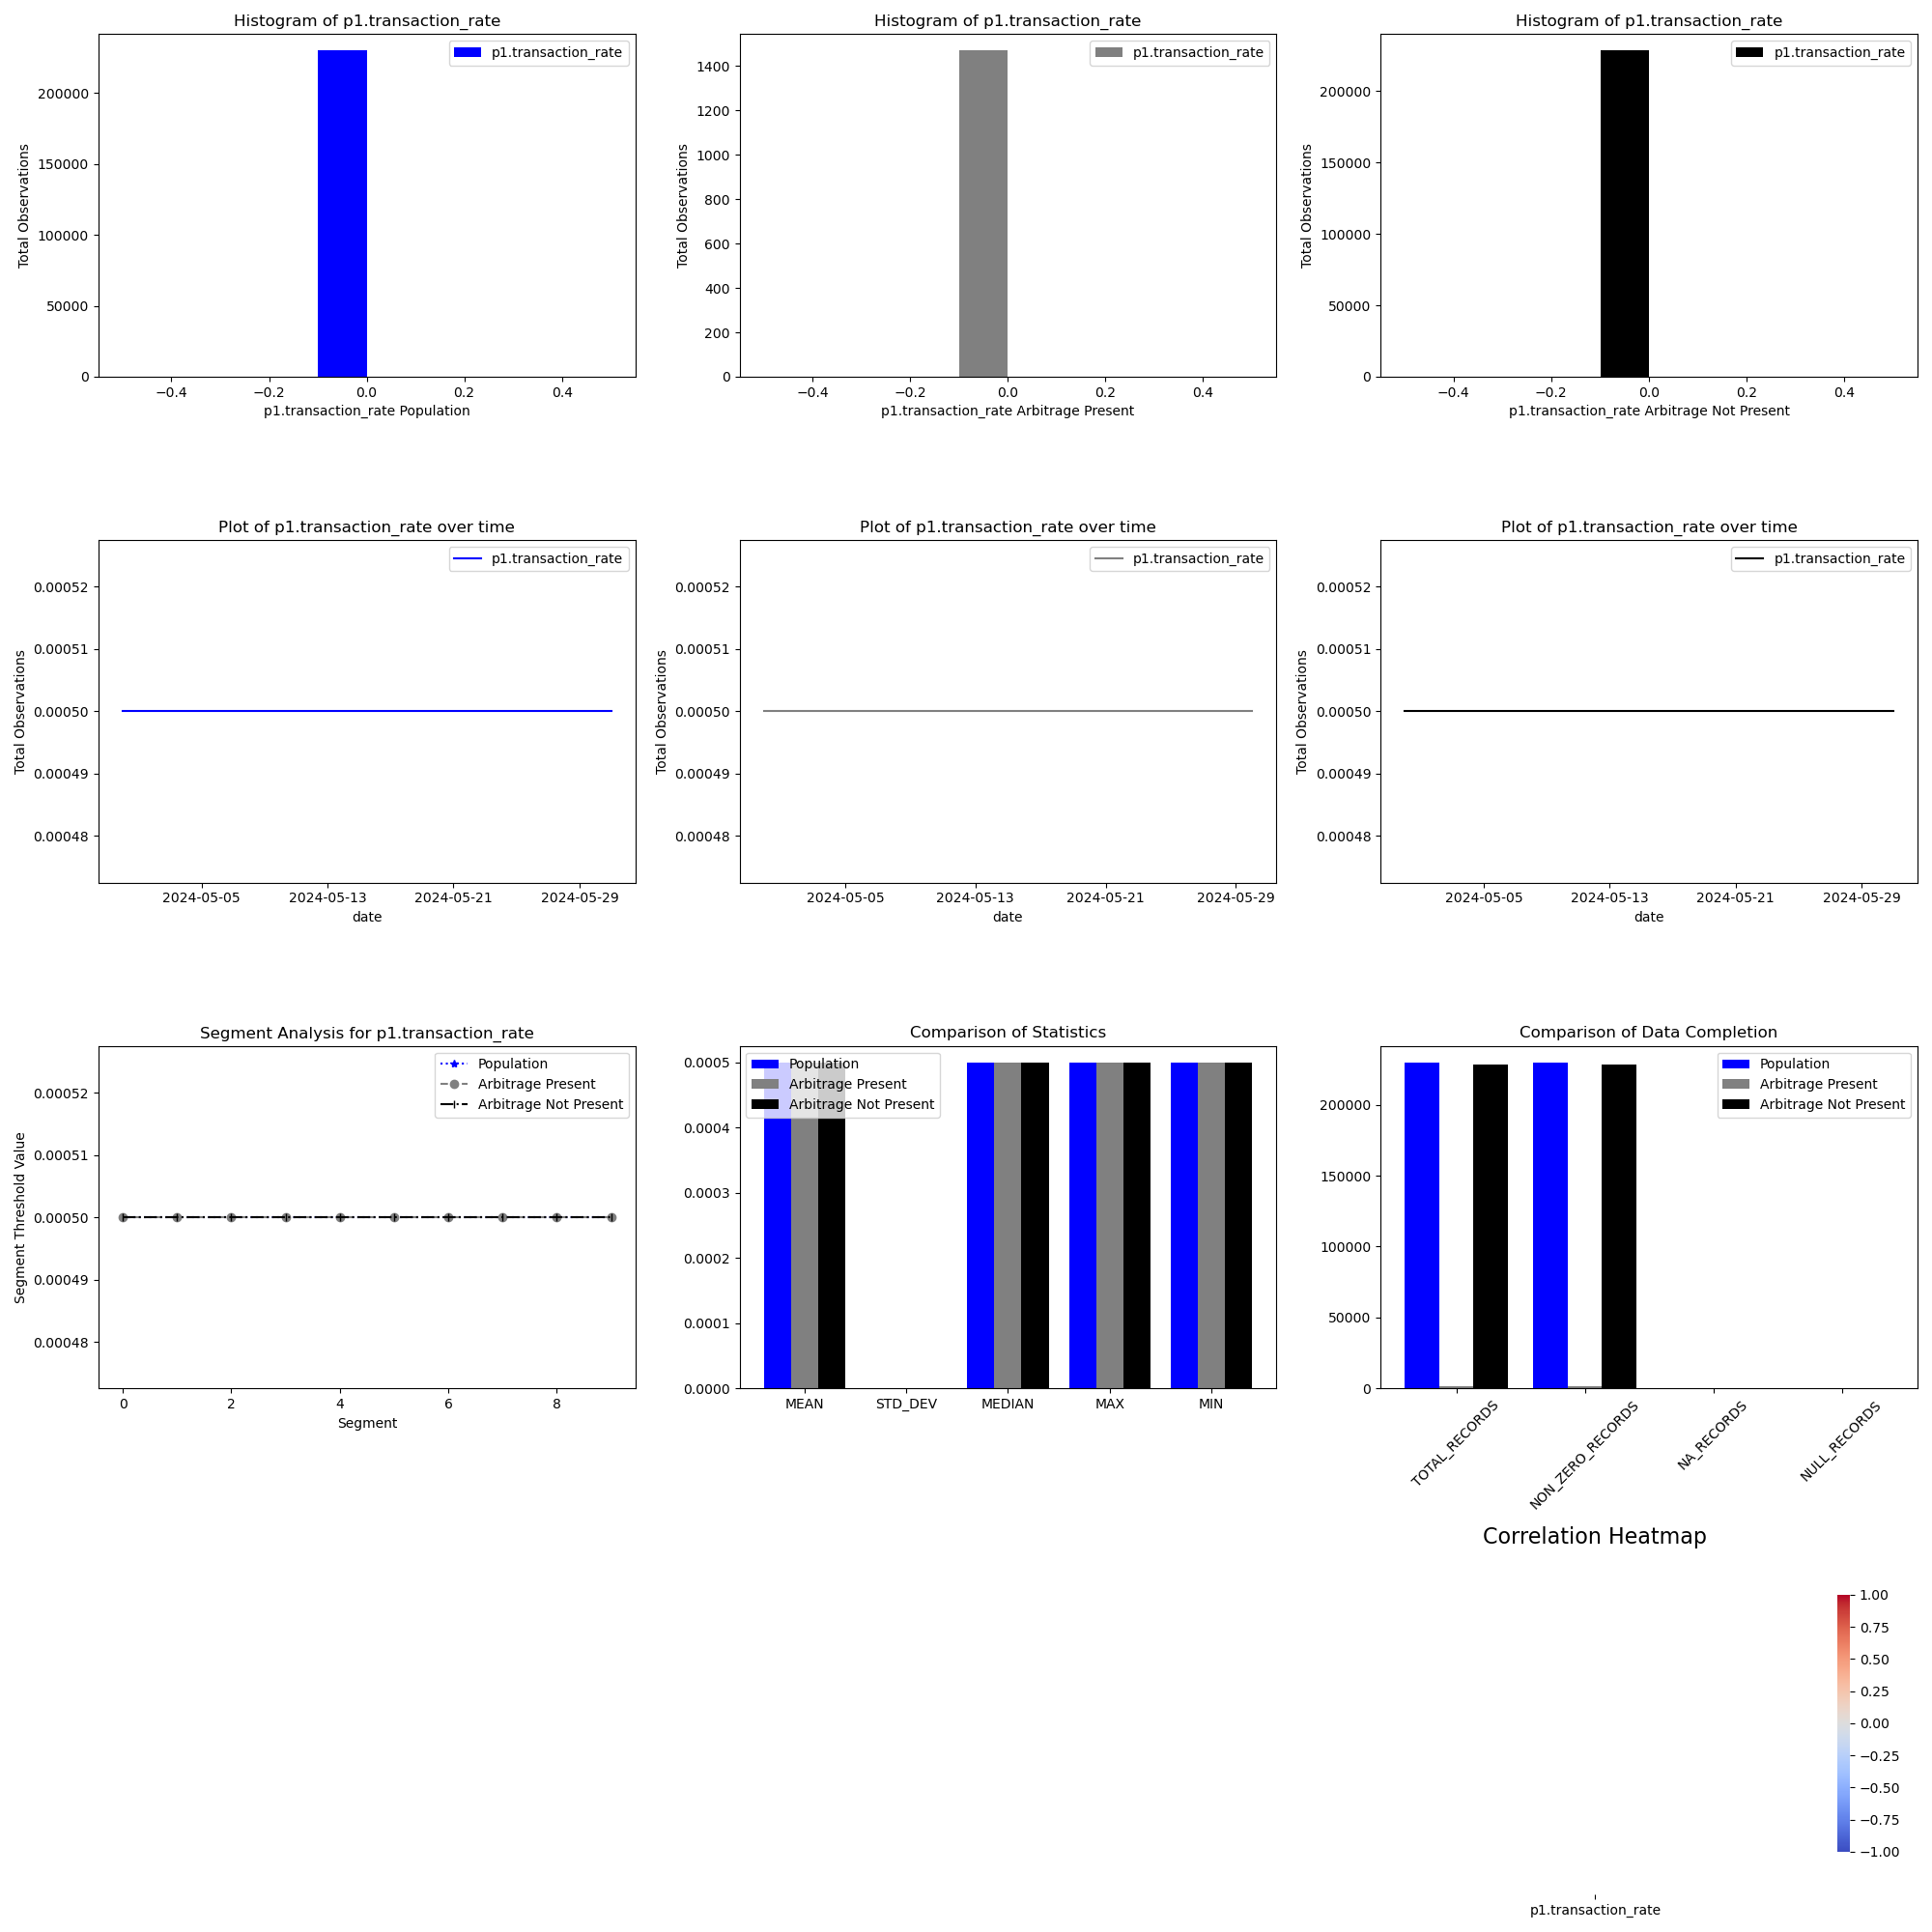 Histogram of p1.transaction_rate
p1.transaction_rate
Total Observations
200000
150000
100000
50000
0
−0.4 −0.2 0.0 0.2 0.4
p1.transaction_rate Population
Histogram of p1.transaction_rate
p1.transaction_rate
Total Observations
1400
1200
1000
800
600
400
200
0
−0.4 −0.2 0.0 0.2 0.4
p1.transaction_rate Arbitrage Present
Histogram of p1.transaction_rate
p1.transaction_rate
Total Observations
200000
150000
100000
50000
0
−0.4 −0.2 0.0 0.2 0.4
p1.transaction_rate Arbitrage Not Present
Plot of p1.transaction_rate over time
p1.transaction_rate
Total Observations
0.00052
0.00051
0.00050
0.00049
0.00048
2024-05-05 2024-05-13 2024-05-21 2024-05-29
date
Plot of p1.transaction_rate over time
p1.transaction_rate
Total Observations
0.00052
0.00051
0.00050
0.00049
0.00048
2024-05-05 2024-05-13 2024-05-21 2024-05-29
date
Plot of p1.transaction_rate over time
p1.transaction_rate
Total Observations
0.00052
0.00051
0.00050
0.00049
0.00048
2024-05-05 2024-05-13 2024-05-21 2024-05-29
date
Segment Analysis for p1.transaction_rate
Population
Arbitrage Present
Arbitrage Not Present
Segment Threshold Value
0.00052
0.00051
0.00050
0.00049
0.00048
0 2 4 6 8
Segment
Comparison of Statistics
Population
Arbitrage Present
Arbitrage Not Present
0.0005
0.0004
0.0003
0.0002
0.0001
0.0000
MEAN STD_DEV MEDIAN MAX MIN
Comparison of Data Completion
Population
Arbitrage Present
Arbitrage Not Present
200000
150000
100000
50000
0
TOTAL_RECORDS
NON_ZERO_RECORDS
NA_RECORDS
NULL_RECORDS
Correlation Heatmap
1.00
0.75
0.50
0.25
0.00
−0.25
−0.50
−0.75
−1.00
p1.transaction_rate